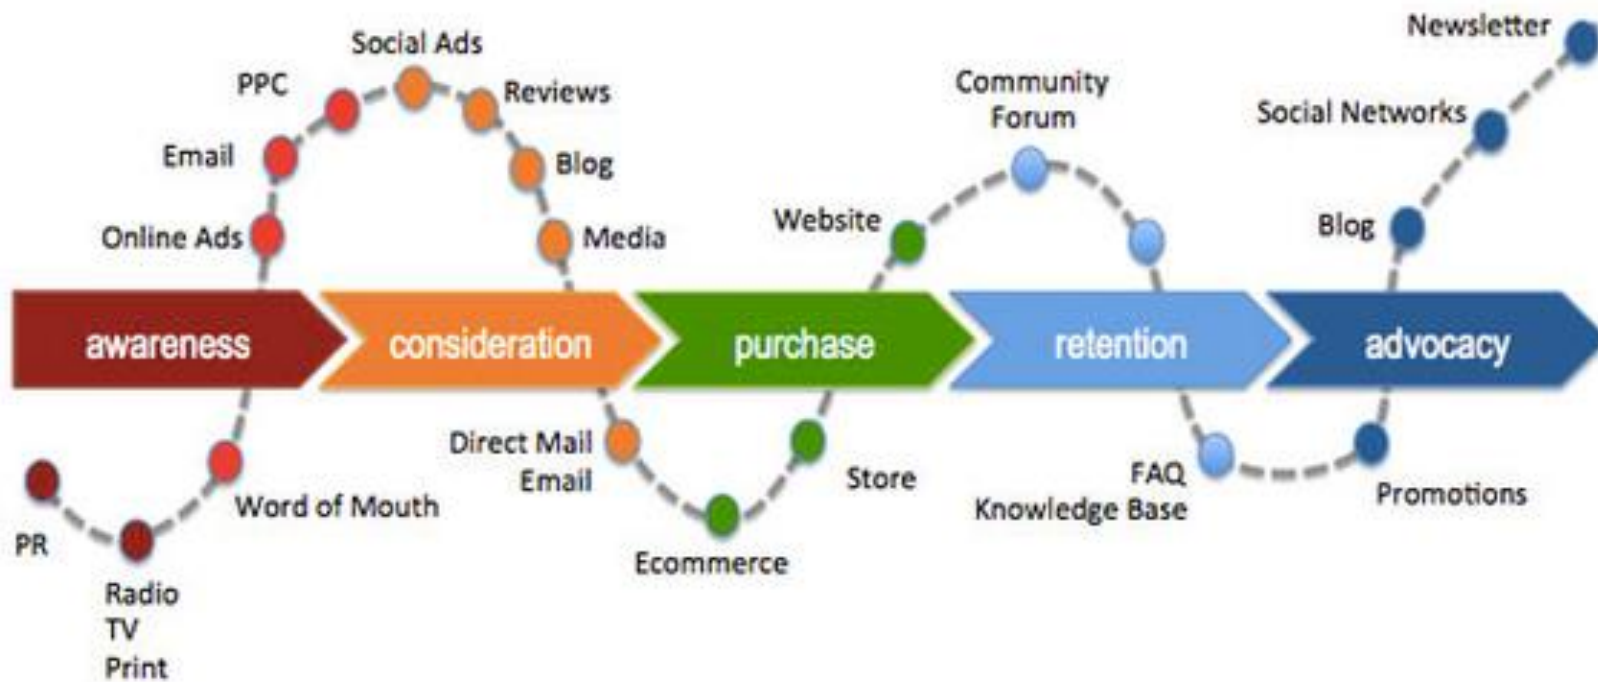 Newsletter
Social Ads
PPC
Reviews
Community
Forum
Social Networks
Email
Blog
Website
Blog
Online Ads
Media
awareness
consideration
purchase
retention
advocacy
Direct Mail
Email
Store
FAQ
Knowledge Base
Promotions
Word of Mouth
PR
Ecommerce
Radio
TV
Print